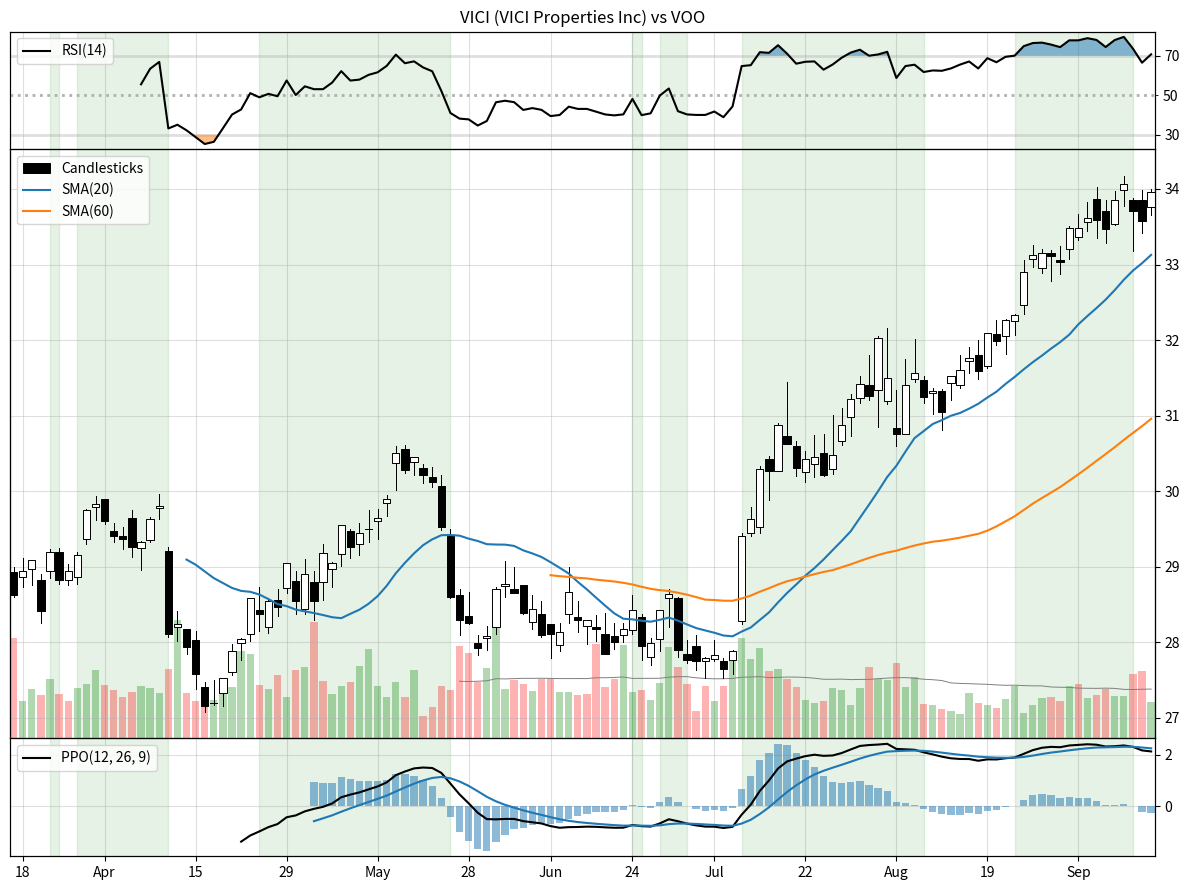 VICI (VICI Properties Inc) vs VOO
RSI(14)
70
50
30
Candlesticks
SMA(20)
SMA(60)
34
33
32
31
30
29
28
27
PPO(12, 26, 9)
2
0
18 Apr 15 29 May 28 Jun 24 Jul 22 Aug 19 Sep